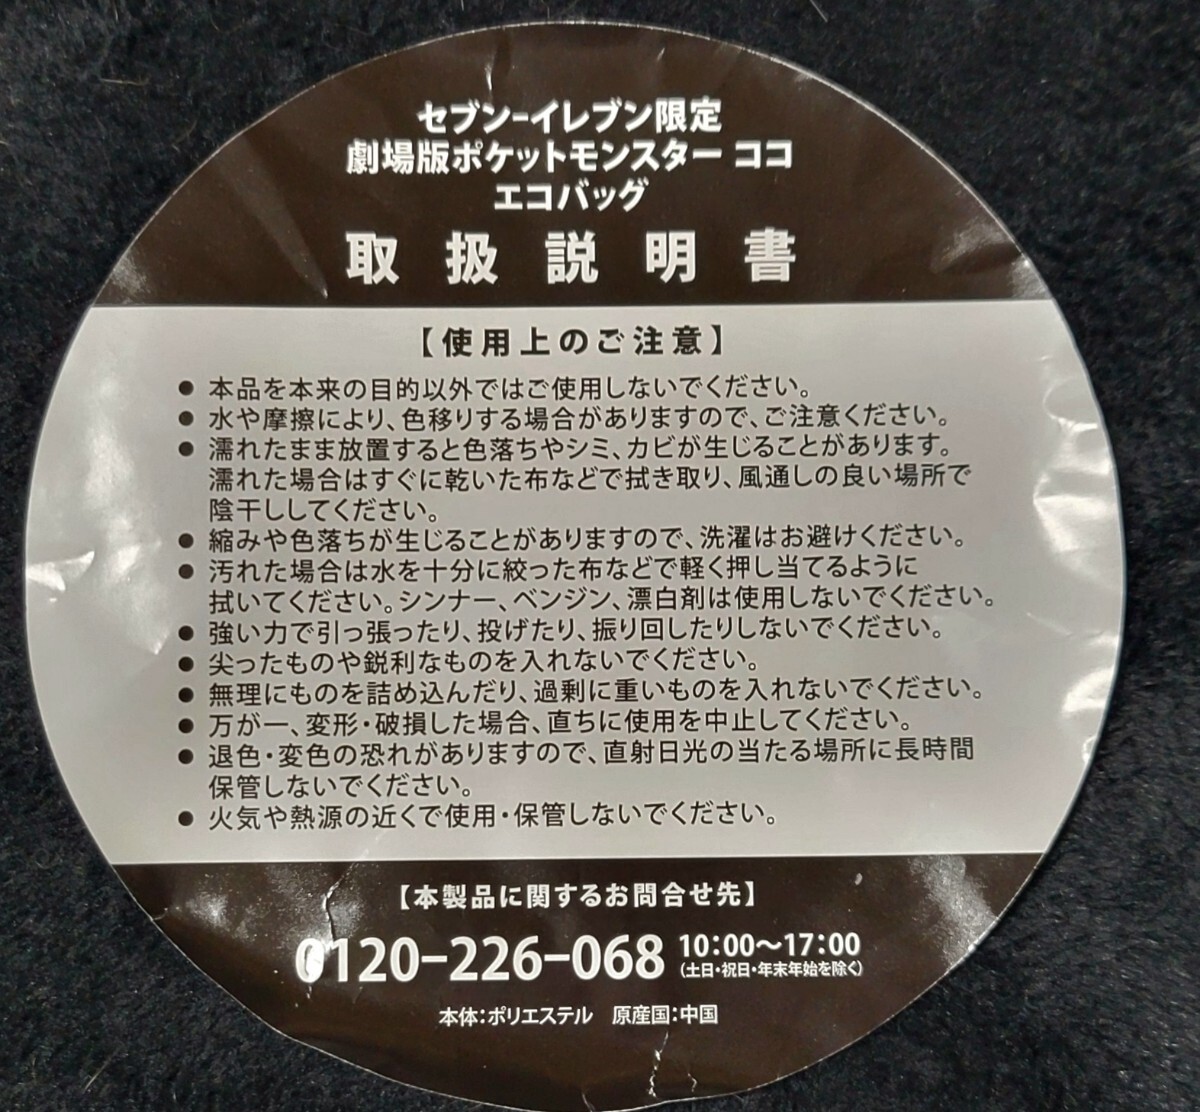 セブン-イレブン限定
劇場版ポケットモンスター ココ
エコバッグ
取扱説明書
【使用上のご注意】
● 本品を本来の目的以外ではご使用しないでください。
● 水や摩擦により、色移りする場合がありますので、ご注意ください。
● 濡れたまま放置すると色落ちやシミ、カビが生じることがあります。
濡れた場合はすぐに乾いた布などで拭き取り、風通しの良い場所で
陰干ししてください。
● 縮みや色落ちが生じることがありますので、洗濯はお避けください。
● 汚れた場合は水を十分に絞った布などで軽く押し当てるように
拭いてください。シンナー、ベンジン、漂白剤は使用しないでください。
● 強い力で引っ張ったり、投げたり、振り回したりしないでください。
● 尖ったものや鋭利なものを入れないでください。
● 無理にものを詰め込んだり、過剰に重いものを入れないでください。
● 万が一、変形・破損した場合、直ちに使用を中止してください。
● 退色・変色の恐れがありますので、直射日光の当たる場所に長時間
保管しないでください。
● 火気や熱源の近くで使用・保管しないでください。
【本製品に関するお問合せ先】
0120-226-068 10:00〜17:00
(土日・祝日・年末年始を除く)
本体:ポリエステル 原産国:中国